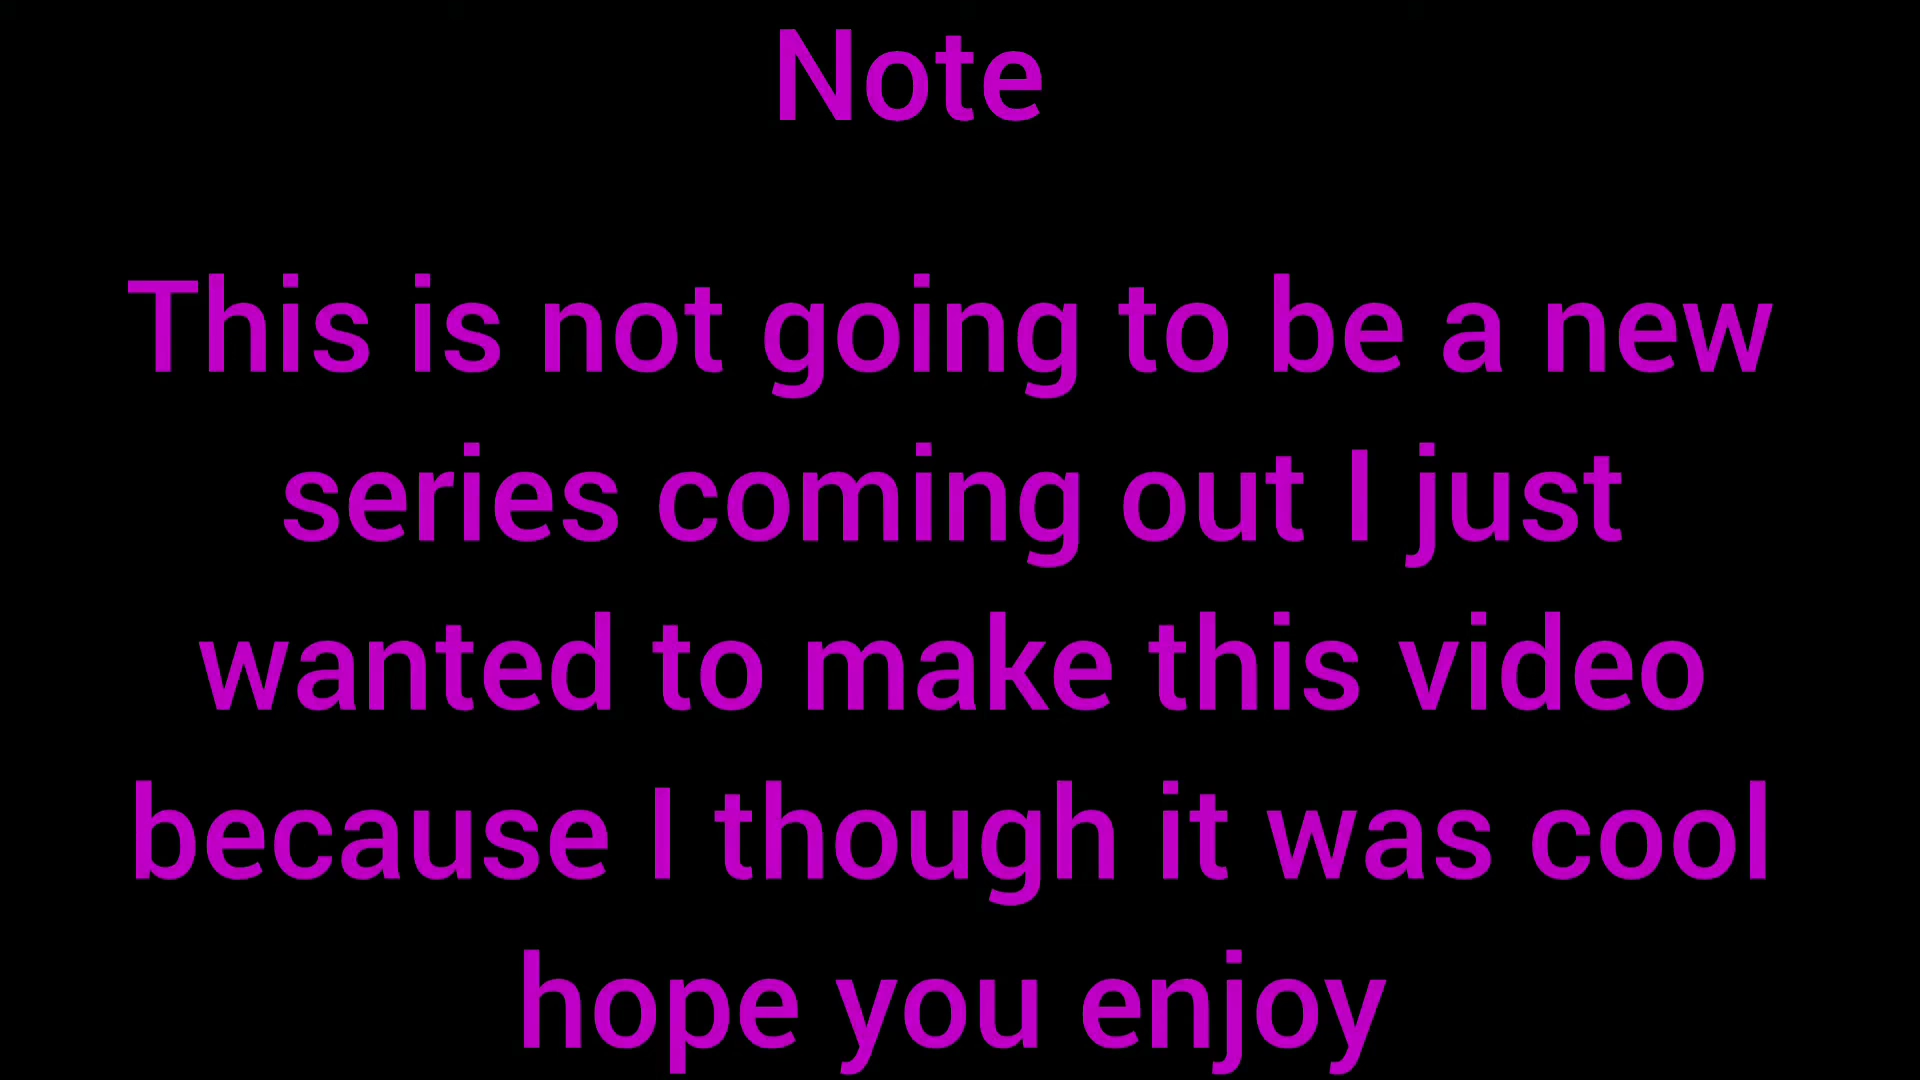 Note
This is not going to be a new
series coming out I just
wanted to make this video
because I though it was cool
hope you enjoy